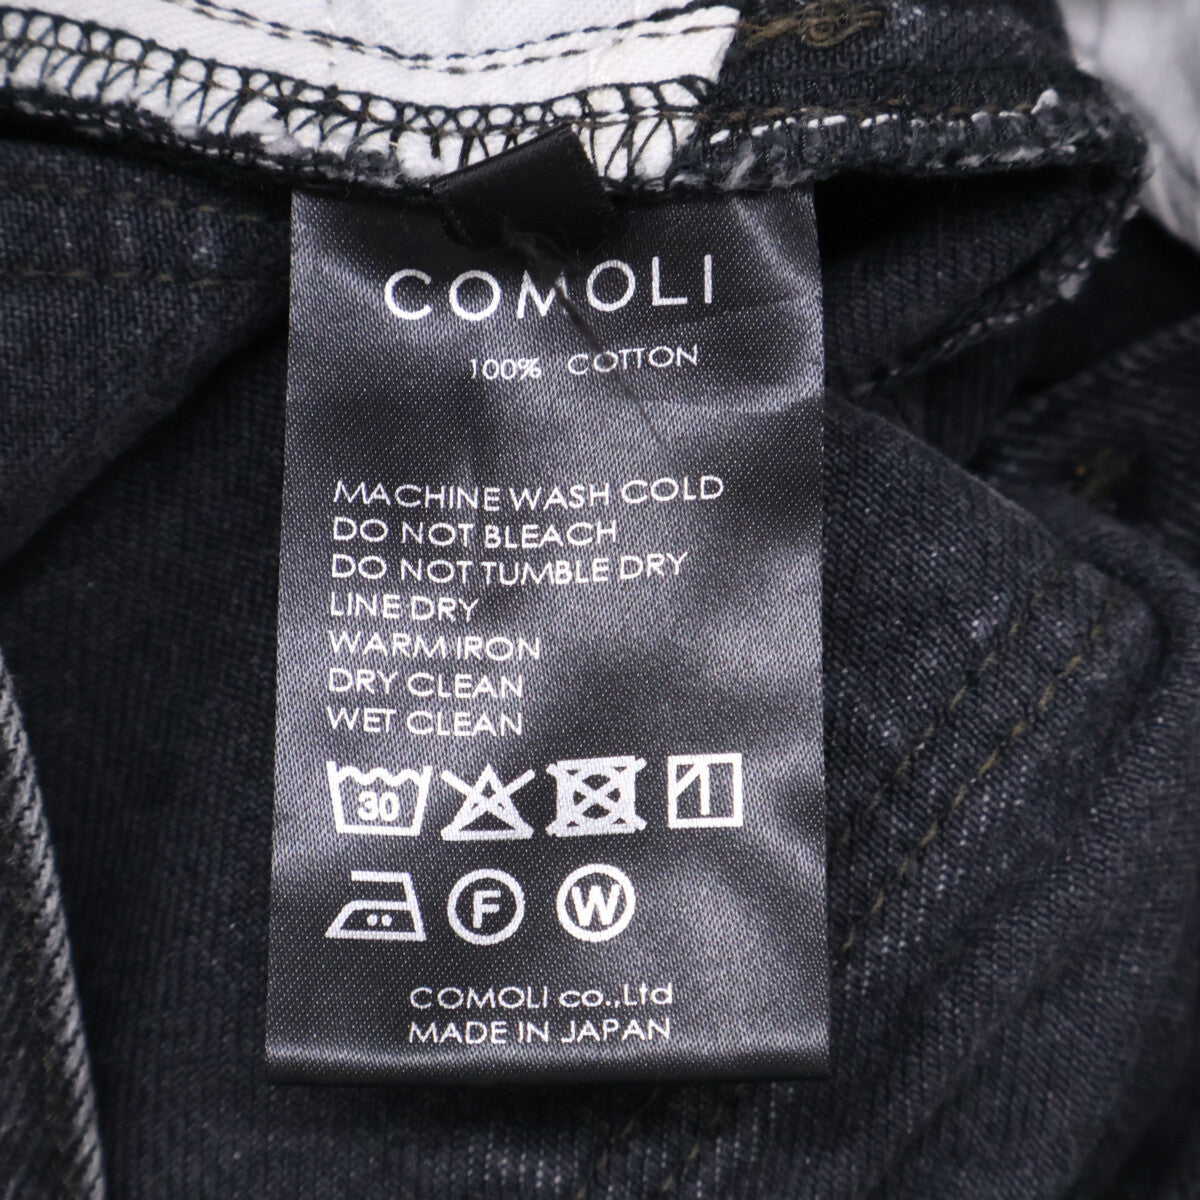 COMOLI
100% COTTON
MACHINE WASH COLD
DO NOT BLEACH
DO NOT TUMBLE DRY
LINE DRY
WARM IRON
DRY CLEAN
WET CLEAN
30
F W
COMOLI co.,Ltd
MADE IN JAPAN